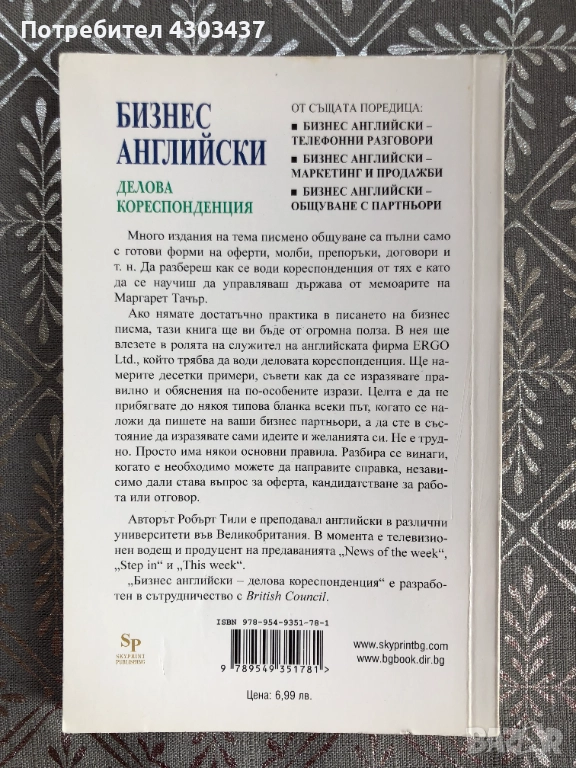 Потребител 4303437
БИЗНЕС
АНГЛИЙСКИ
ДЕЛОВА
КОРЕСПОНДЕНЦИЯ
ОТ СЪЩАТА ПОРЕДИЦА:
■ БИЗНЕС АНГЛИЙСКИ –
ТЕЛЕФОННИ РАЗГОВОРИ
■ БИЗНЕС АНГЛИЙСКИ –
МАРКЕТИНГ И ПРОДАЖБИ
■ БИЗНЕС АНГЛИЙСКИ –
ОБЩУВАНЕ С ПАРТНЬОРИ
Много издания на тема писмено общуване са пълни само
с готови форми на оферти, молби, препоръки, договори и
т. н. Да разбереш как се води кореспонденция от тях е като
да се научиш да управляваш държава от мемоарите на
Маргарет Тачър.
Ако нямате достатъчно практика в писането на бизнес
писма, тази книга ще ви бъде от огромна полза. В нея ще
влезете в ролята на служител на английската фирма ERGO
Ltd., който трябва да води деловата кореспонденция. Ще на-
мерите десетки примери, съвети как да се изразявате пра-
вилно и обяснения на по-особените изрази. Целта е да не
прибягвате до някоя типова бланка всеки път, когато се на-
ложи да пишете на ваши бизнес партньори, а да сте в със-
тояние да изразявате сами идеите и желанията си. Не е труд-
но. Просто има някои основни правила. Разбира се винаги,
когато е необходимо можете да направите справка, незави-
симо дали става въпрос за оферта, кандидатстване за рабо-
та или отговор.
Авторът Робърт Тили е преподавал английски в различни
университети във Великобритания. В момента е телевизио-
нен водещ и продуцент на предаванията „News of the week“,
„Step in“ и „This week“.
„Бизнес английски – делова кореспонденция“ е разрабо-
тен в сътрудничество с British Council.
SP
SKYPRINT
PUBLISHING
ISBN 978-954-9351-78-1
9 789549 351781 >
Цена: 6,99 лв.
www.skyprintbg.com
www.bgbook.dir.bg
BAZAR